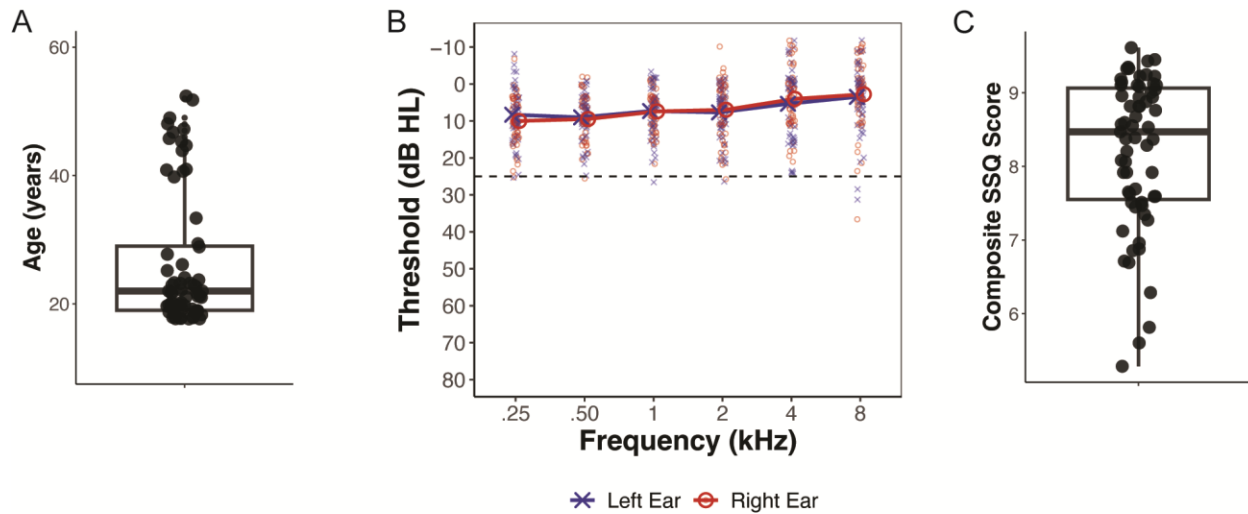 A
60
40
20
Age (years)
B
−10
0
10
20
30
40
50
60
70
80
Threshold (dB HL)
.25 .50 1 2 4 8
Frequency (kHz)
Left Ear Right Ear
C
9
8
7
6
Composite SSQ Score